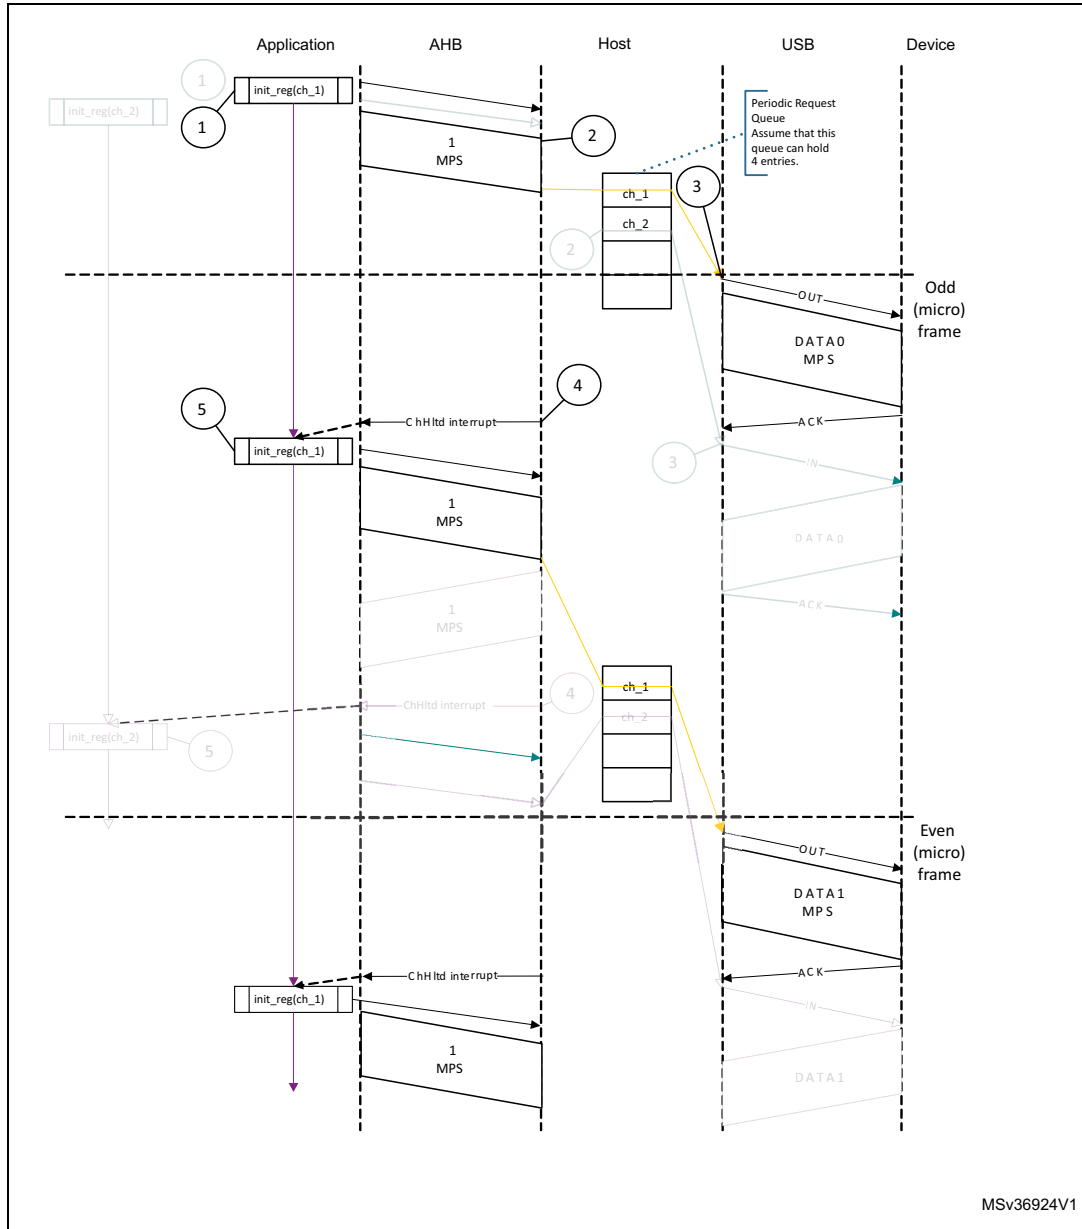 Application AHB Host USB Device
1
init_reg(ch_1)
init_reg(ch_2)
1
2
1
MPS
Periodic Request
Queue
Assume that this
queue can hold
4 entries.
3
ch_1
ch_2
2
Odd
(micro)
frame
OUT
DATA0
MPS
4
5
ChHltd interrupt
ACK
init_reg(ch_1)
3
IN
1
MPS
DATA0
1
MPS
ACK
ch_1
4
ChHltd interrupt
ch_2
init_reg(ch_2)
5
Even
(micro)
frame
OUT
DATA1
MPS
ChHltd interrupt
ACK
init_reg(ch_1)
IN
1
MPS
DATA1
MSv36924V1